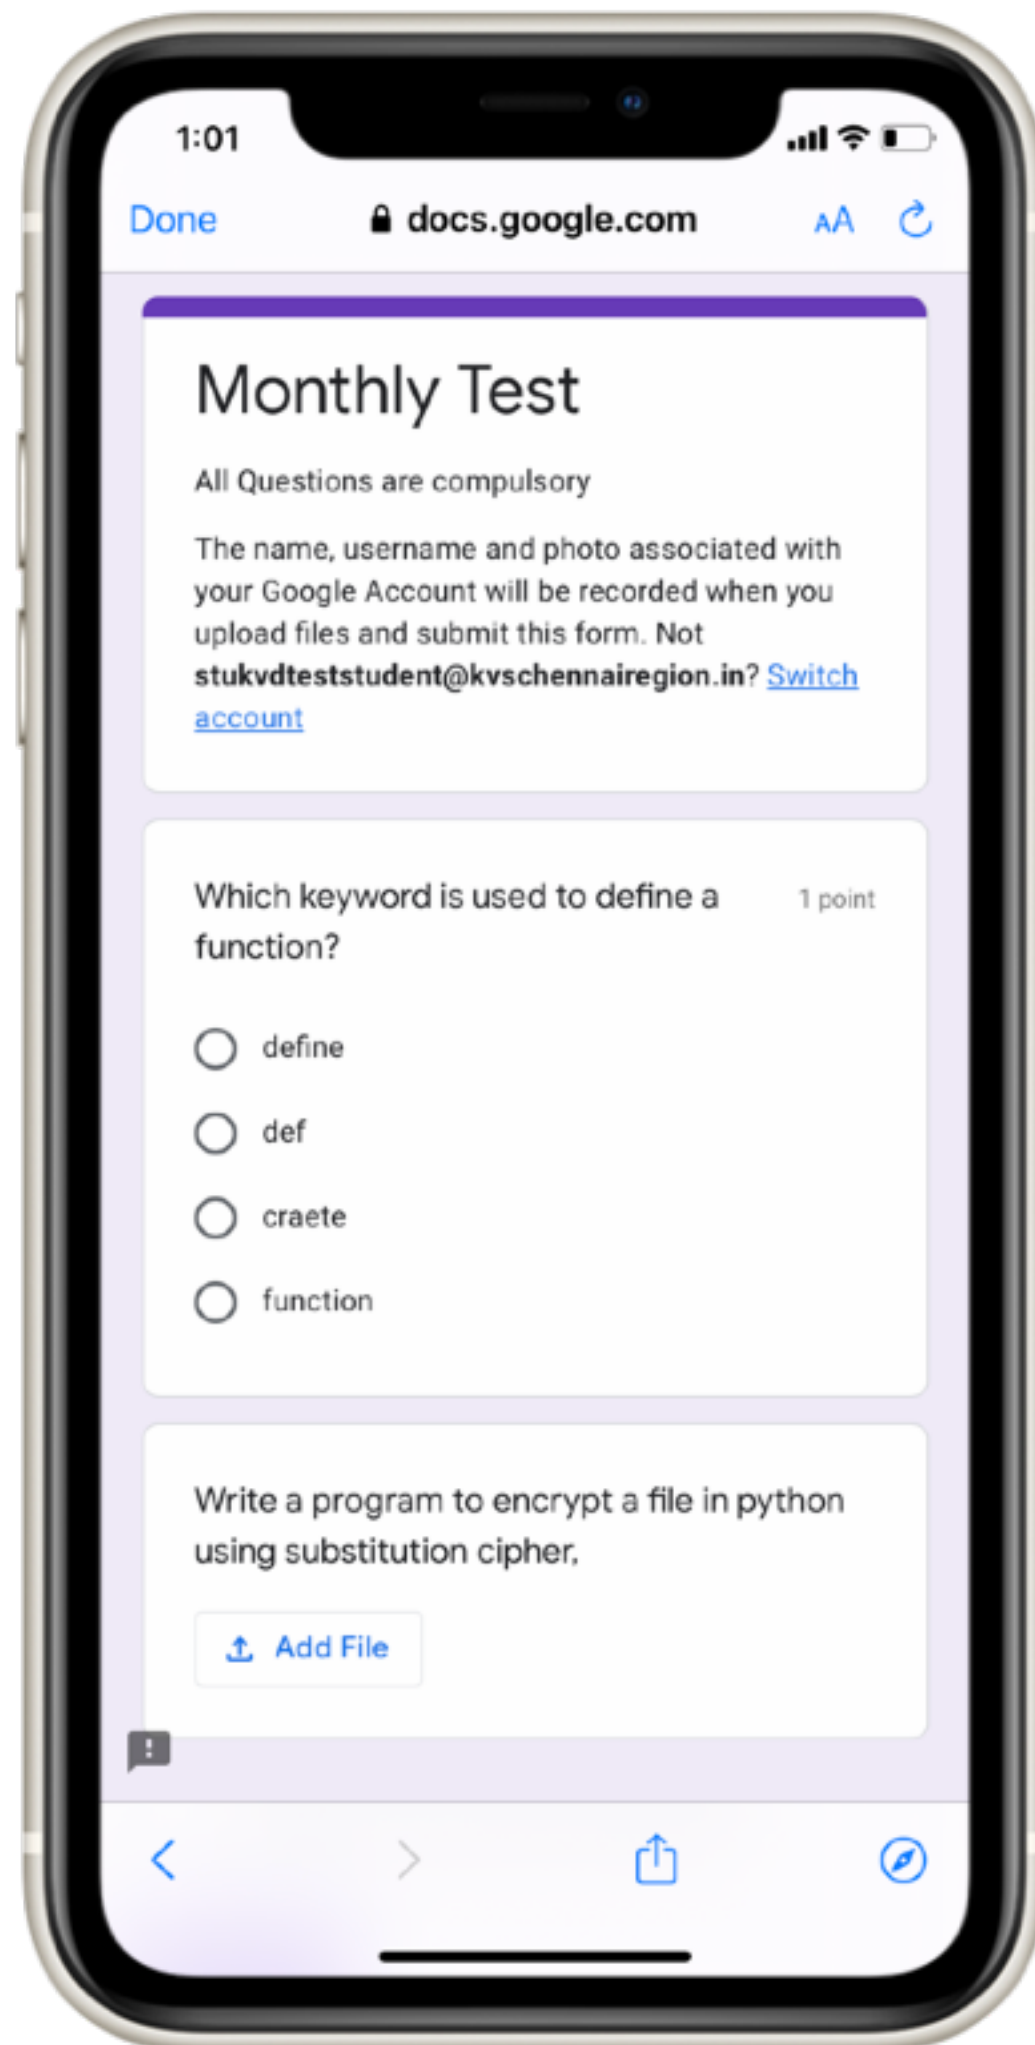 1:01
Done docs.google.com AA
Monthly Test
All Questions are compulsory
The name, username and photo associated with
your Google Account will be recorded when you
upload files and submit this form. Not
stukvdteststudent@kvschennairegion.in? Switch
account
Which keyword is used to define a 1 point
function?
define
def
craete
function
Write a program to encrypt a file in python
using substitution cipher,
Add File